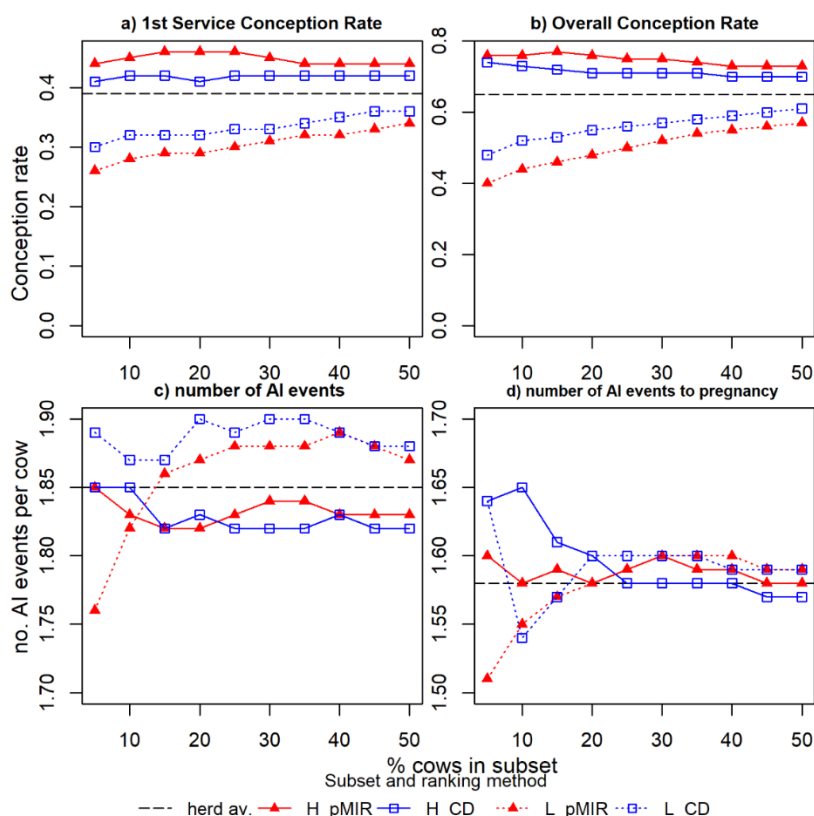 a) 1st Service Conception Rate
b) Overall Conception Rate
Conception rate
0.0 0.1 0.2 0.3 0.4
0.0 0.2 0.4 0.6 0.8
10 20 30 40 50
10 20 30 40 50
c) number of AI events
d) number of AI events to pregnancy
no. AI events per cow
1.70 1.75 1.80 1.85 1.90
1.50 1.55 1.60 1.65 1.70
10 20 30 40 50
10 20 30 40 50
% cows in subset
Subset and ranking method
herd av. H_pMIR H_CD L_pMIR L_CD